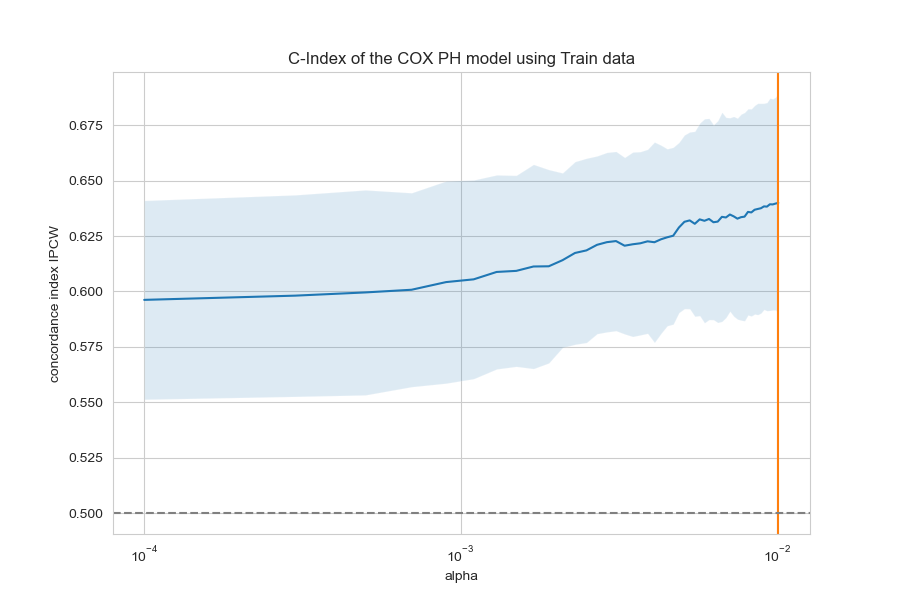 C-Index of the COX PH model using Train data
concordance index IPCW
0.675
0.650
0.625
0.600
0.575
0.550
0.525
0.500
10⁻⁴ 10⁻³ 10⁻²
alpha